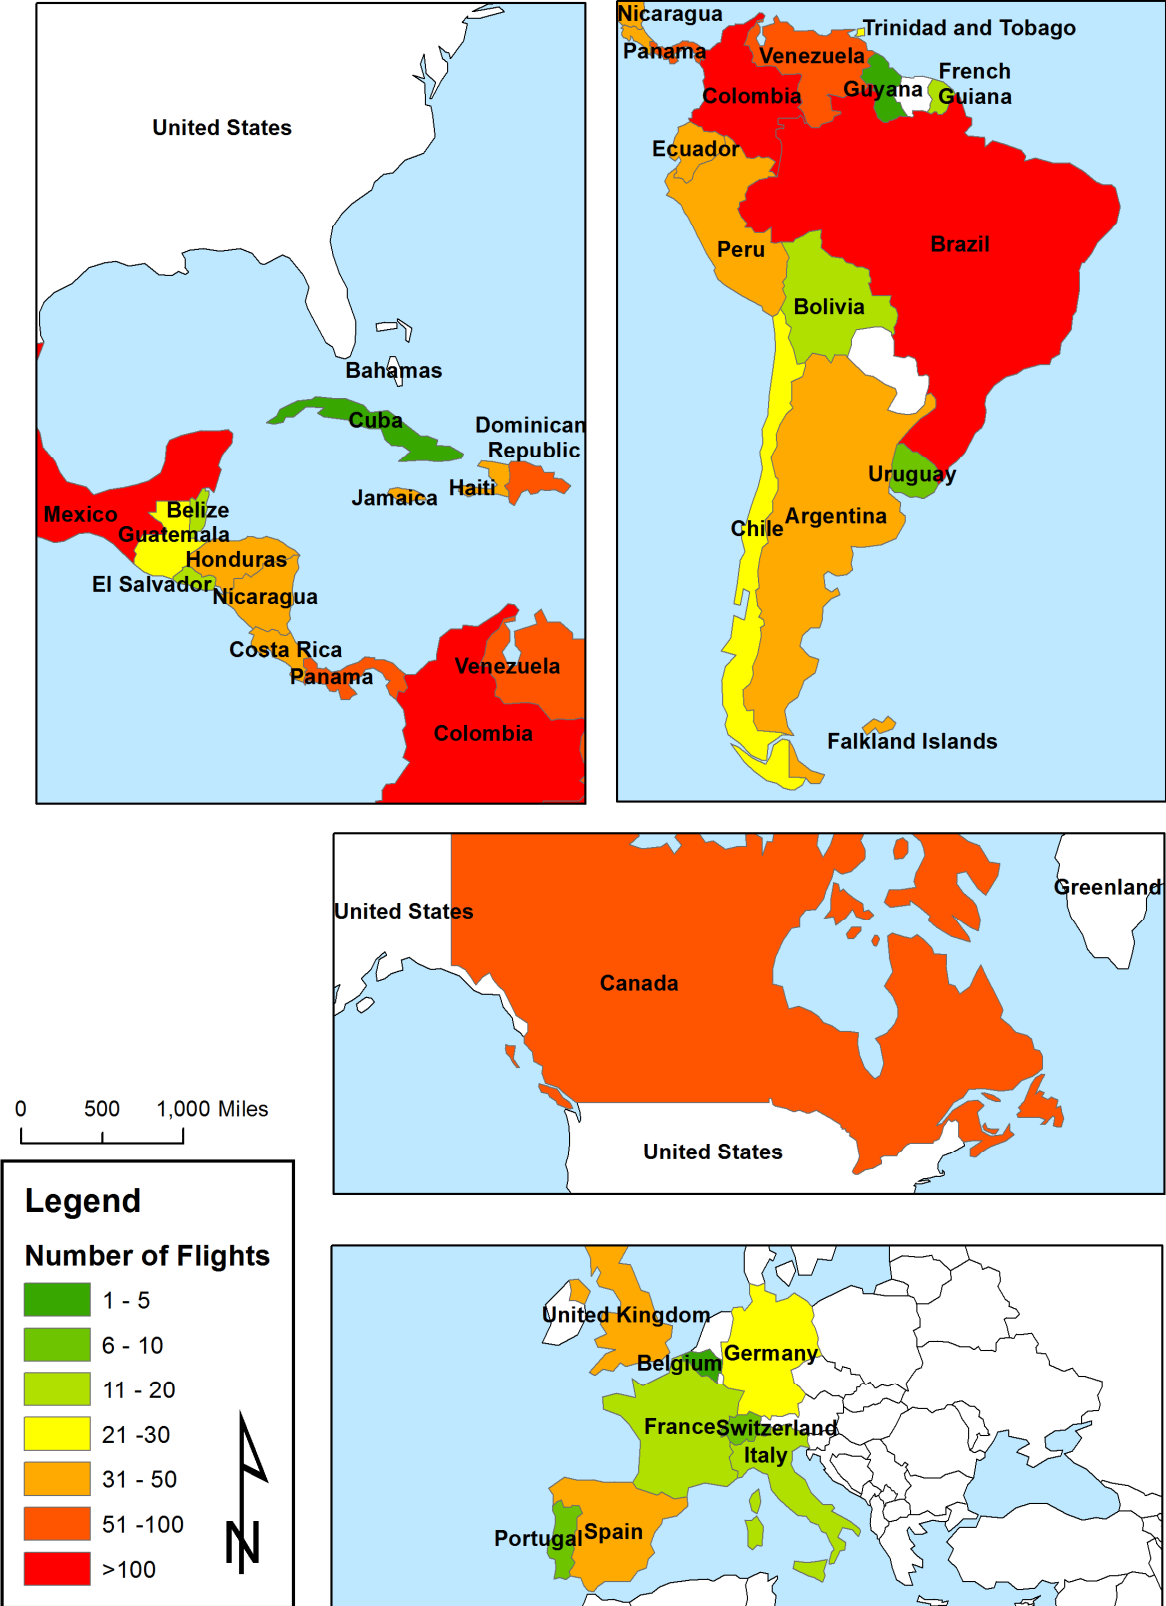 United States
Bahamas
Cuba
Dominican
Republic
Haiti
Jamaica
Mexico
Belize
Guatemala
Honduras
El Salvador
Nicaragua
Costa Rica
Panama
Venezuela
Colombia
Nicaragua
Trinidad and Tobago
Panama
Venezuela
French
Guiana
Guyana
Colombia
Ecuador
Brazil
Peru
Bolivia
Uruguay
Argentina
Chile
Falkland Islands
Greenland
United States
Canada
United States
0 500 1,000 Miles
Legend
Number of Flights
1 - 5
6 - 10
11 - 20
21 -30
31 - 50
51 -100
>100
N
United Kingdom
Belgium
Germany
France
Switzerland
Italy
Portugal
Spain